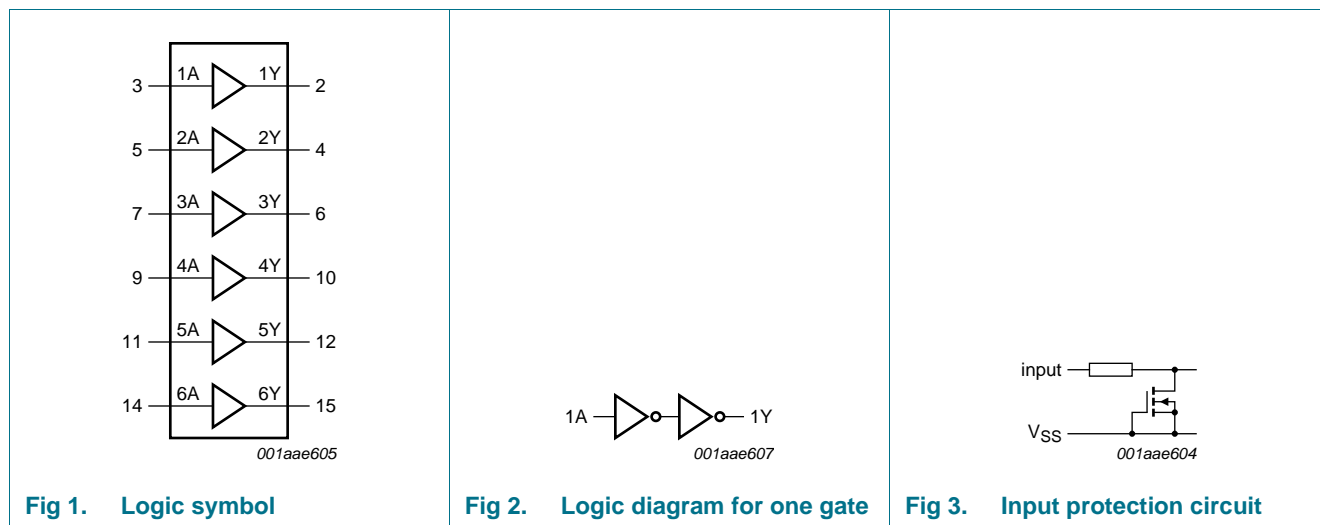 3 1A 1Y 2
5 2A 2Y 4
7 3A 3Y 6
9 4A 4Y 10
11 5A 5Y 12
14 6A 6Y 15
001aae605
Fig 1. Logic symbol
1A 1Y
001aae607
Fig 2. Logic diagram for one gate
input
VSS
001aae604
Fig 3. Input protection circuit